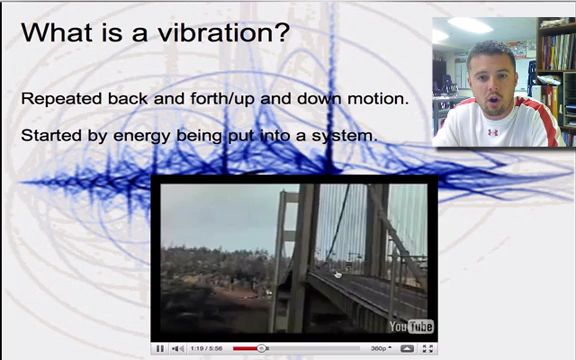 What is a vibration?
Repeated back and forth/up and down motion.
Started by energy being put into a system.
YouTube
1:19 / 5:56
360p